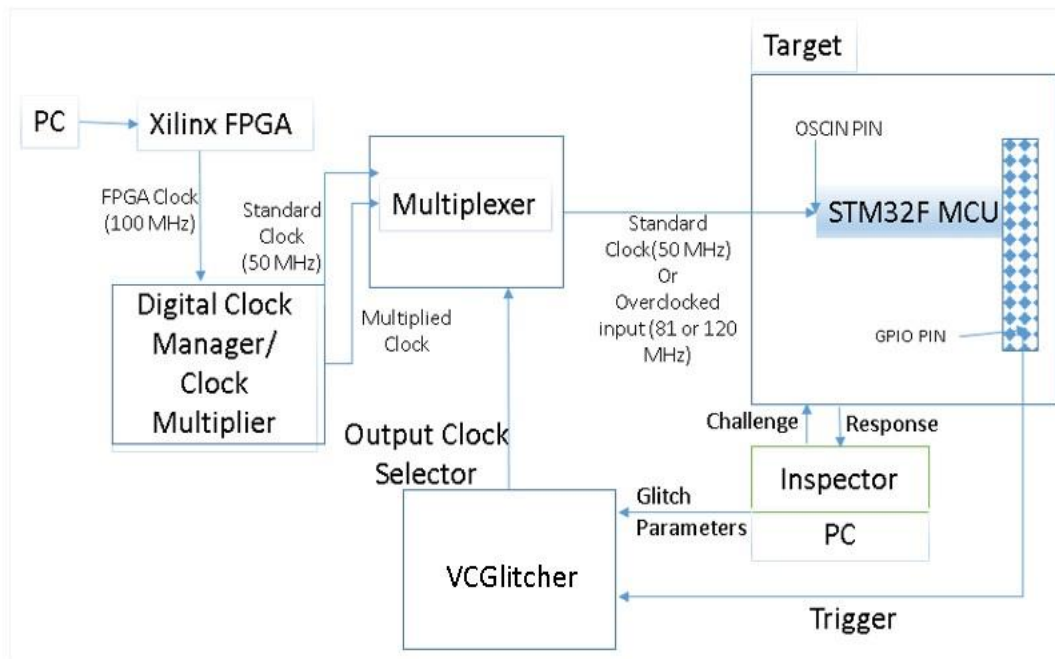 Target
PC
Xilinx FPGA
OSCIN PIN
FPGA Clock
(100 MHz)
Standard
Clock
(50 MHz)
Multiplexer
STM32F MCU
Standard
Clock(50 MHz)
Or
Overclocked
input (81 or 120
MHz)
Digital Clock
Manager/
Clock
Multiplier
Multiplied
Clock
GPIO PIN
Challenge
Response
Output Clock
Selector
Inspector
PC
Glitch
Parameters
VCGlitcher
Trigger